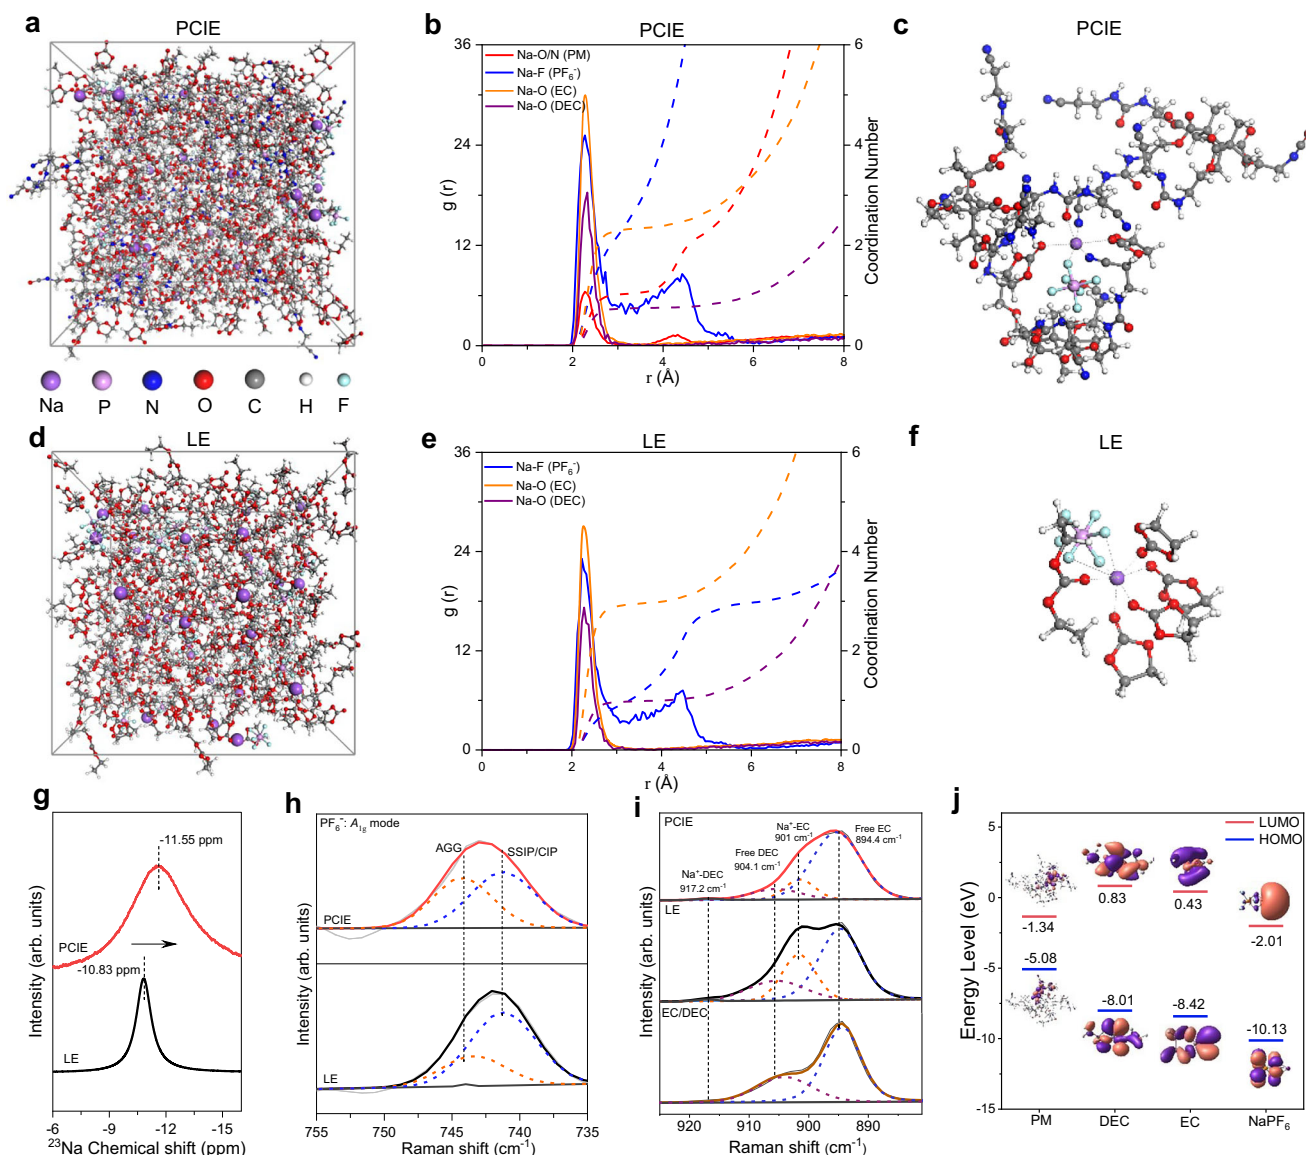 a
PCIE
b
PCIE
c
PCIE
Na-O/N (PM)
Na-F (PF6-)
Na-O (EC)
Na-O (DEC)
36
24
12
0
g (r)
6
4
2
0
Coordination Number
0 2 4 6 8
r (Å)
Na P N O C H F
d
LE
e
LE
f
LE
Na-F (PF6-)
Na-O (EC)
Na-O (DEC)
36
24
12
0
g (r)
6
4
2
0
Coordination Number
0 2 4 6 8
r (Å)
g
-11.55 ppm
PCIE
-10.83 ppm
LE
Intensity (arb. units)
-6 -9 -12 -15
23Na Chemical shift (ppm)
h
PF6-: A1g mode
AGG
SSIP/CIP
PCIE
LE
Intensity (arb. units)
755 750 745 740 735
Raman shift (cm-1)
i
PCIE
Na+-EC
901 cm-1
Free EC
894.4 cm-1
Free DEC
904.1 cm-1
Na+-DEC
917.2 cm-1
LE
EC/DEC
Intensity (arb. units)
920 910 900 890
Raman shift (cm-1)
j
LUMO
HOMO
5
0
-5
-10
-15
Energy Level (eV)
0.83
0.43
-1.34
-2.01
-5.08
-8.01
-8.42
-10.13
PM DEC EC NaPF6